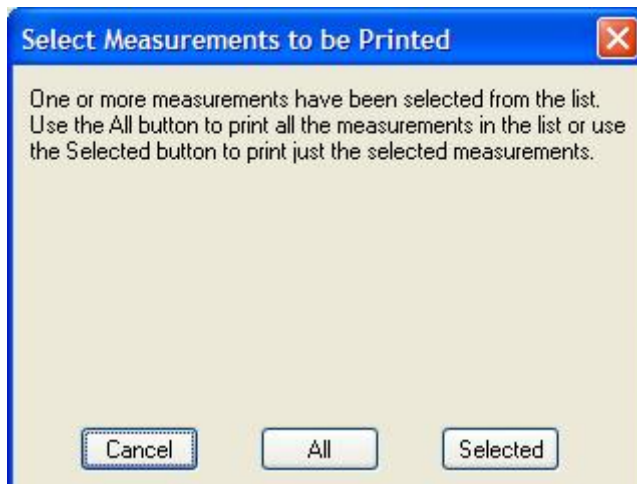 Select Measurements to be Printed
One or more measurements have been selected from the list.
Use the All button to print all the measurements in the list or use
the Selected button to print just the selected measurements.
Cancel All Selected